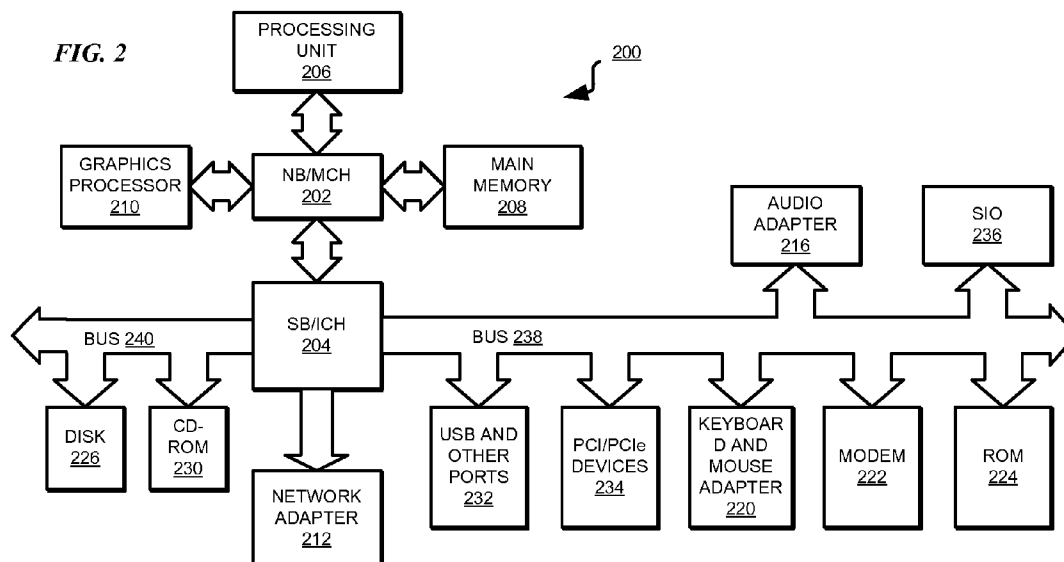 FIG. 2
PROCESSING
UNIT
206
200
GRAPHICS
PROCESSOR
210
NB/MCH
202
MAIN
MEMORY
208
AUDIO
ADAPTER
216
SIO
236
SB/ICH
204
BUS 240
BUS 238
DISK
226
CD-
ROM
230
USB AND
OTHER
PORTS
232
PCI/PCIe
DEVICES
234
KEYBOAR
D AND
MOUSE
ADAPTER
220
MODEM
222
ROM
224
NETWORK
ADAPTER
212